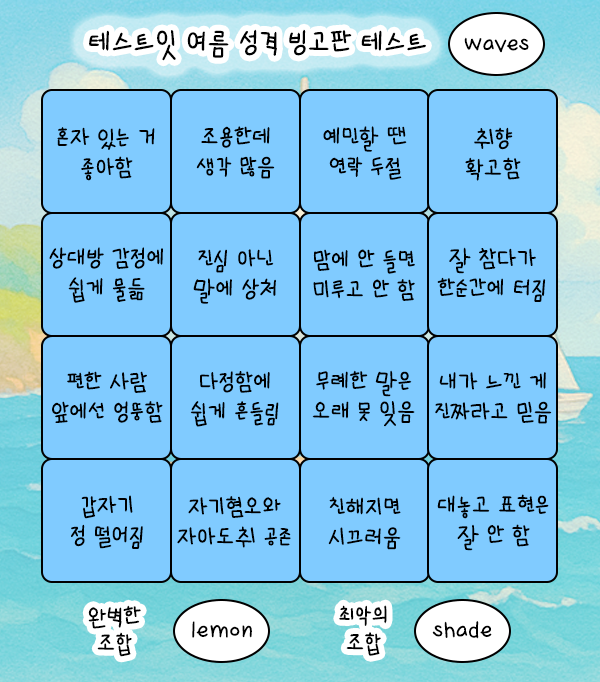 테스트잇 여름 성격 빙고판 테스트
waves
혼자 있는 거
좋아함
조용한데
생각 많음
예민할 땐
연락 두절
취향
확고함
상대방 감정에
쉽게 물듦
진심 아닌
말에 상처
맘에 안 들면
미루고 안 함
잘 참다가
한순간에 터짐
편한 사람
앞에선 엉뚱함
다정함에
쉽게 흔들림
무례한 말은
오래 못 잊음
내가 느낀 게
진짜라고 믿음
갑자기
정 떨어짐
자기혐오와
자아도취 공존
친해지면
시끄러움
대놓고 표현은
잘 안 함
완벽한
조합
lemon
최악의
조합
shade